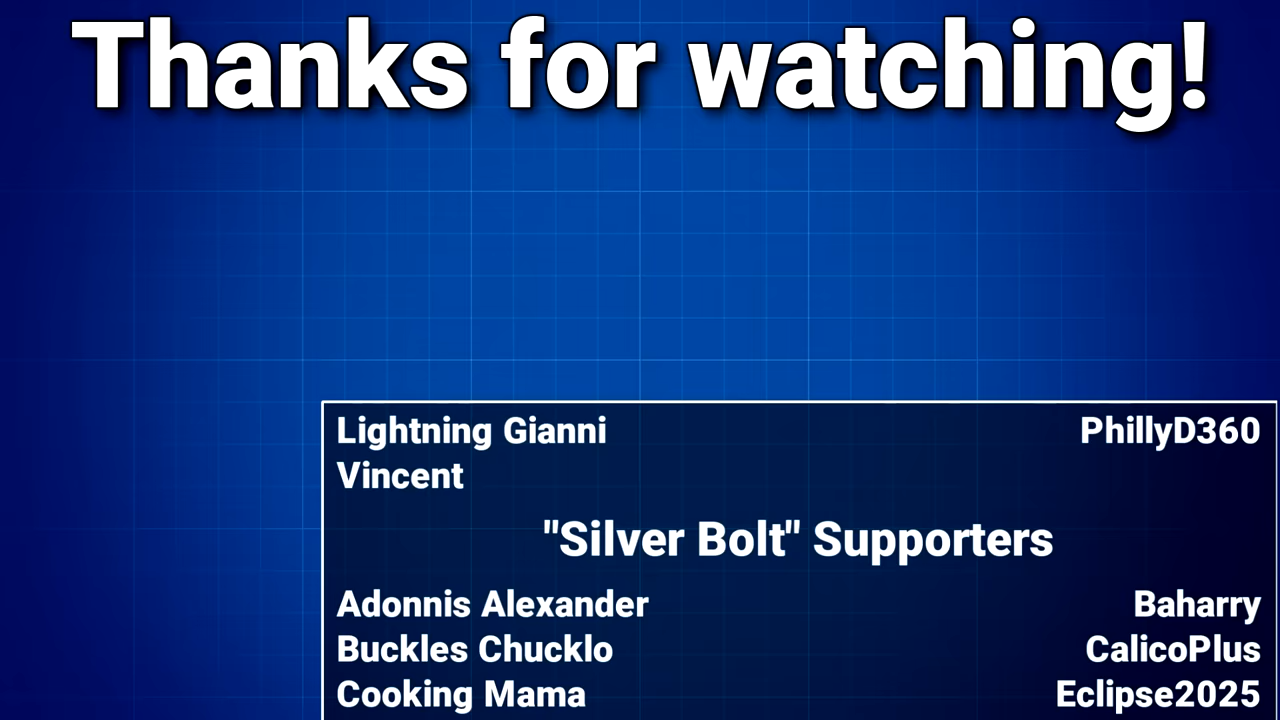 Thanks for watching!
Lightning Gianni PhillyD360
Vincent
"Silver Bolt" Supporters
Adonnis Alexander Baharry
Buckles Chucklo CalicoPlus
Cooking Mama Eclipse2025